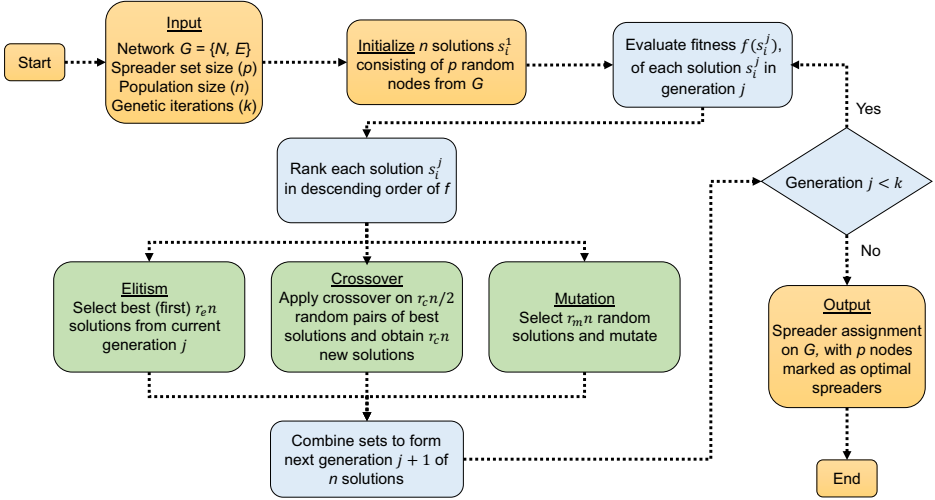 Start
Input
Network G = {N, E}
Spreader set size (p)
Population size (n)
Genetic iterations (k)
Initialize n solutions s_i^1
consisting of p random
nodes from G
Evaluate fitness f(s_i^j),
of each solution s_i^j in
generation j
Rank each solution s_i^j
in descending order of f
Yes
Generation j < k
No
Elitism
Select best (first) r_e n
solutions from current
generation j
Crossover
Apply crossover on r_c n/2
random pairs of best
solutions and obtain r_c n
new solutions
Mutation
Select r_m n random
solutions and mutate
Output
Spreader assignment
on G, with p nodes
marked as optimal
spreaders
Combine sets to form
next generation j + 1 of
n solutions
End